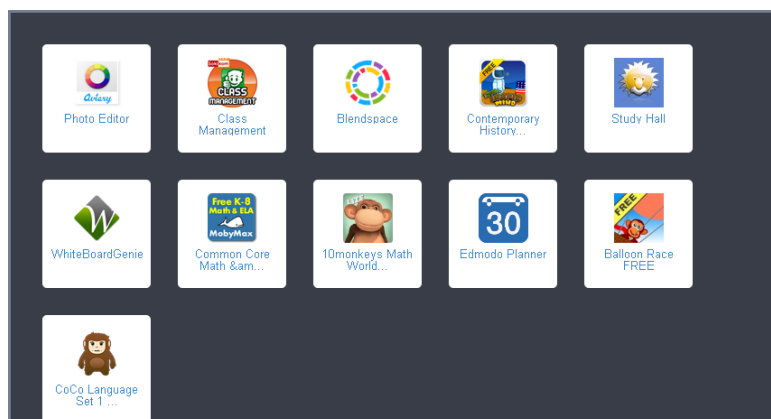 Aviary
Photo Editor
CLASS
MANAGEMENT
Class
Management
Blendspace
FREE
Contemporary
History...
Study Hall
WhiteBoardGenie
Free K-8
Math & ELA
MobyMax
Common Core
Math &am...
10monkeys Math
World...
30
Edmodo Planner
FREE
Balloon Race
FREE
CoCo Language
Set 1 ...